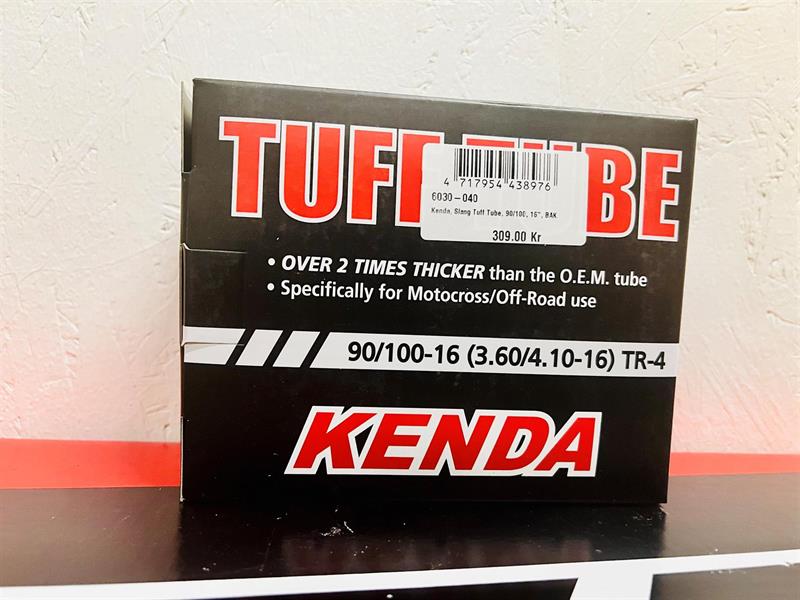 TUFF TUBE
4 717954 438976
6030-040
Kenda, Slang Tuff Tube, 90/100, 16", BAK
309.00 Kr
• OVER 2 TIMES THICKER than the O.E.M. tube
• Specifically for Motocross/Off-Road use
90/100-16 (3.60/4.10-16) TR-4
KENDA